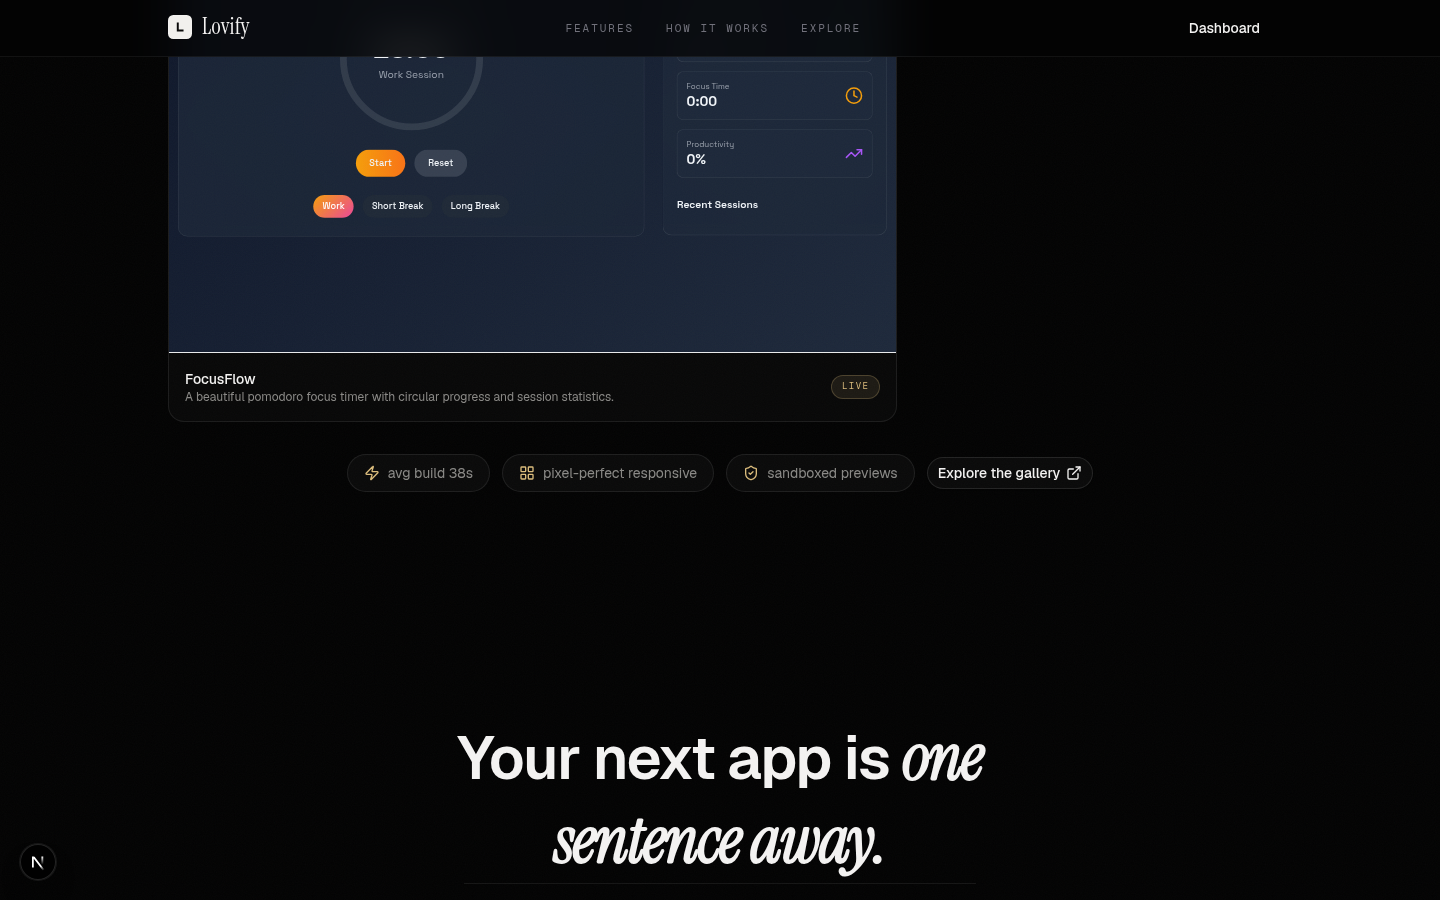 L Lovify FEATURES HOW IT WORKS EXPLORE Dashboard
Work Session
Start Reset
Work Short Break Long Break
Focus Time
0:00
Productivity
0%
Recent Sessions
FocusFlow
A beautiful pomodoro focus timer with circular progress and session statistics.
LIVE
avg build 38s pixel-perfect responsive sandboxed previews Explore the gallery
Your next app is one
sentence away.
N